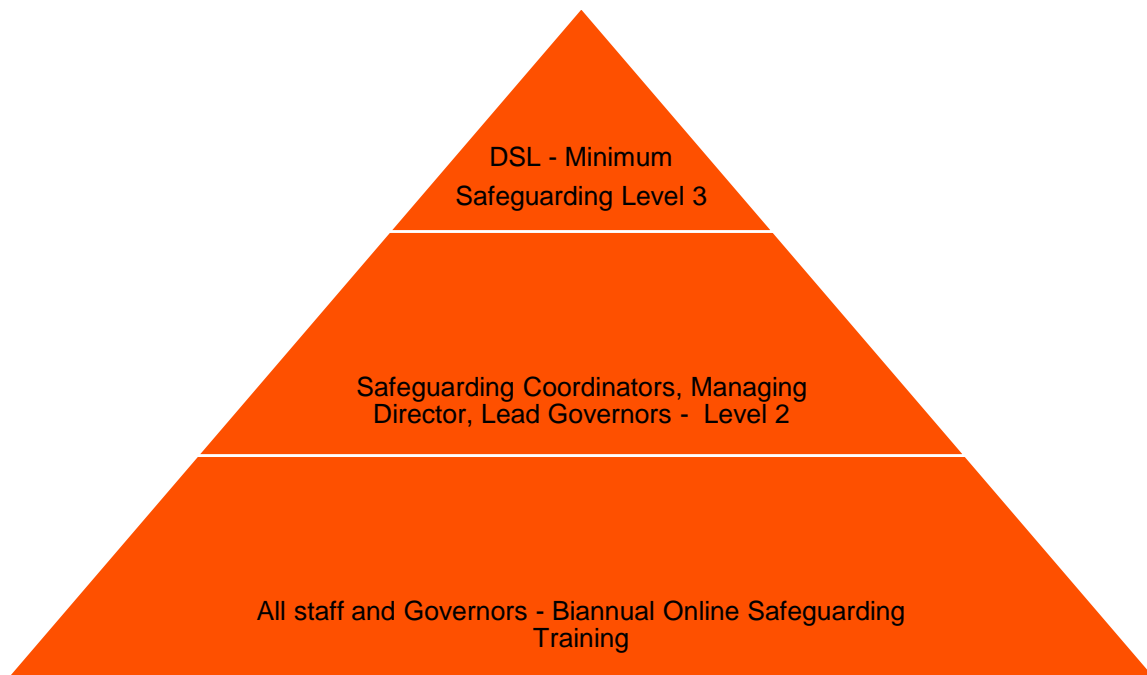 DSL - Minimum
Safeguarding Level 3
Safeguarding Coordinators, Managing
Director, Lead Governors - Level 2
All staff and Governors - Biannual Online Safeguarding
Training